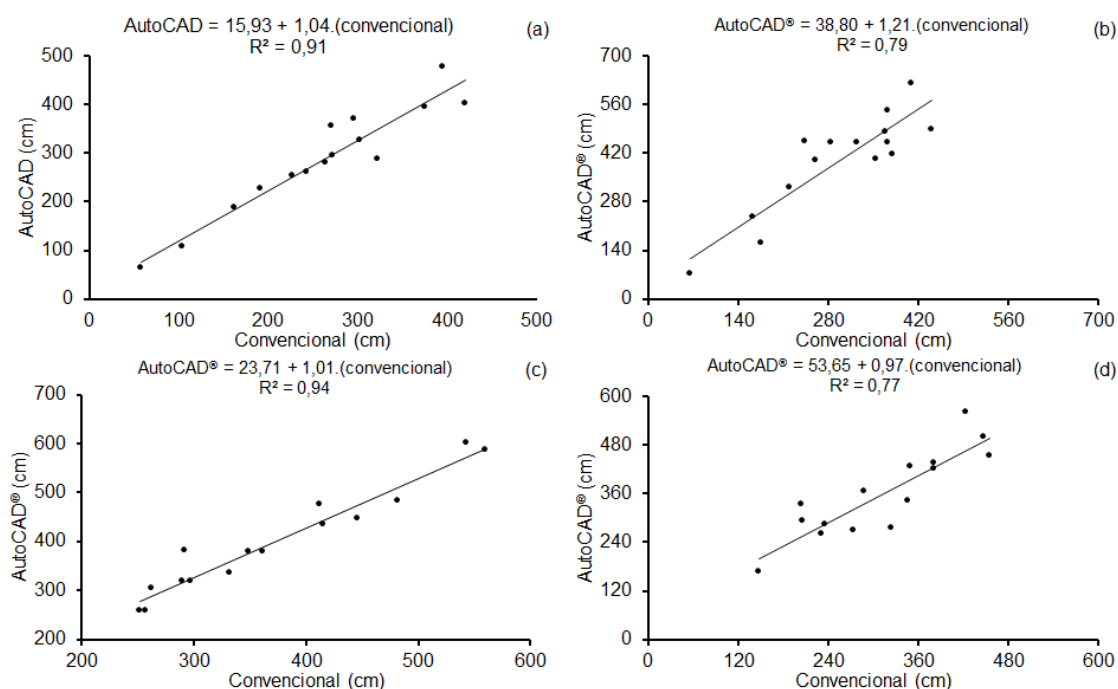 AutoCAD = 15,93 + 1,04.(convencional)
R² = 0,91
(a)
500
400
300
200
100
0
AutoCAD (cm)
0 100 200 300 400 500
Convencional (cm)
AutoCAD® = 38,80 + 1,21.(convencional)
R² = 0,79
(b)
700
560
420
280
140
0
AutoCAD® (cm)
0 140 280 420 560 700
Convencional (cm)
AutoCAD® = 23,71 + 1,01.(convencional)
R² = 0,94
(c)
700
600
500
400
300
200
AutoCAD® (cm)
200 300 400 500 600
Convencional (cm)
AutoCAD® = 53,65 + 0,97.(convencional)
R² = 0,77
(d)
600
480
360
240
120
0
AutoCAD® (cm)
0 120 240 360 480 600
Convencional (cm)